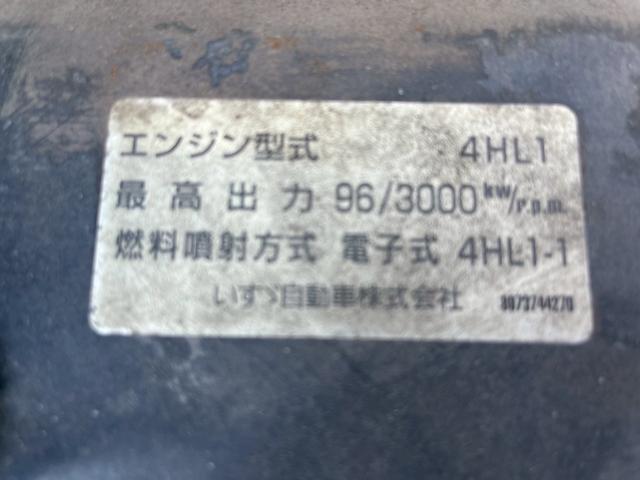 エンジン型式 4HL1
最高出力 96/3000 kW/r.p.m.
燃料噴射方式 電子式 4HL1-1
いすゞ自動車株式会社 8973744270